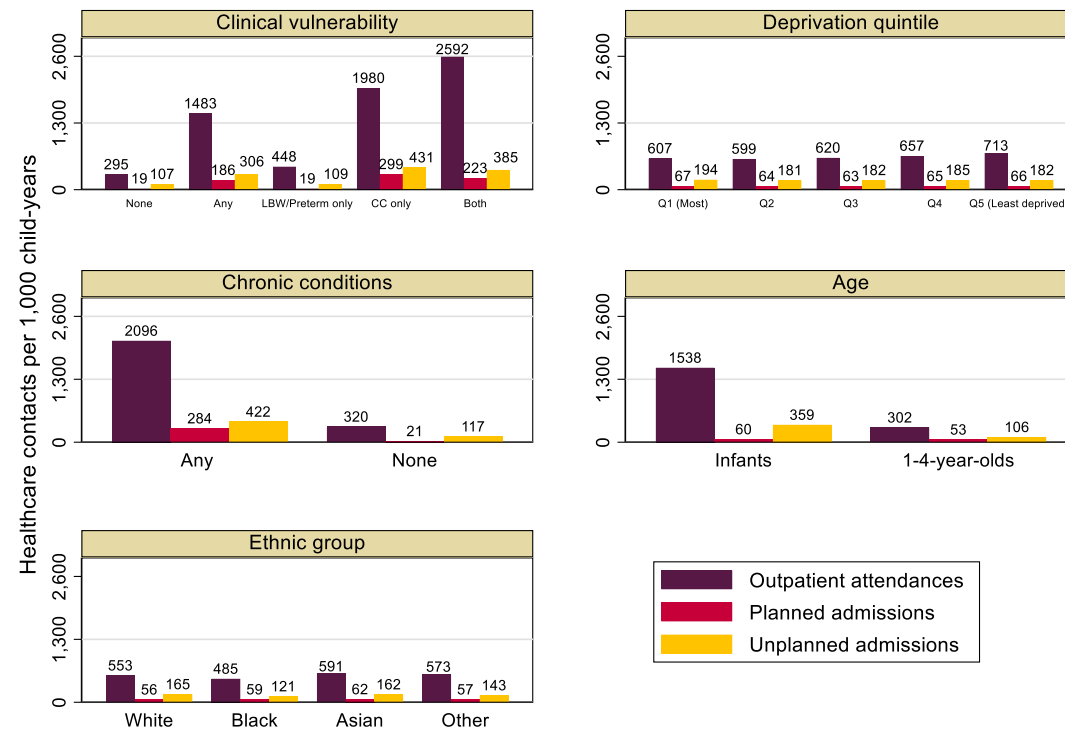 Healthcare contacts per 1,000 child-years
Clinical vulnerability
2,600
1,300
0
295 19 107
1483 186 306
448 19 109
1980 299 431
2592 223 385
None Any LBW/Preterm only CC only Both
Deprivation quintile
2,600
1,300
0
607 67 194
599 64 181
620 63 182
657 65 185
713 66 182
Q1 (Most) Q2 Q3 Q4 Q5 (Least deprived
Chronic conditions
2,600
1,300
0
2096 284 422
320 21 117
Any None
Age
2,600
1,300
0
1538 60 359
302 53 106
Infants 1-4-year-olds
Ethnic group
2,600
1,300
0
553 56 165
485 59 121
591 62 162
573 57 143
White Black Asian Other
Outpatient attendances
Planned admissions
Unplanned admissions